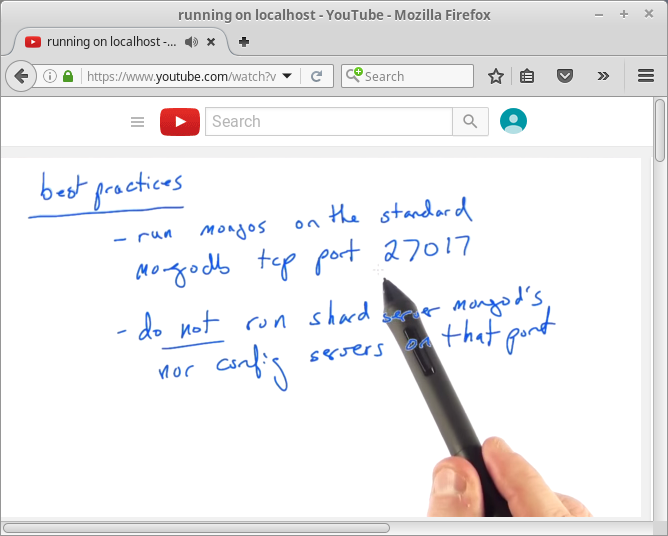 running on localhost - YouTube - Mozilla Firefox
running on localhost -...
https://www.youtube.com/watch?v
Search
Search
best practices
- run mongos on the standard
mongodb tcp port 27017
- do not run shard server mongod's
nor config servers on that port